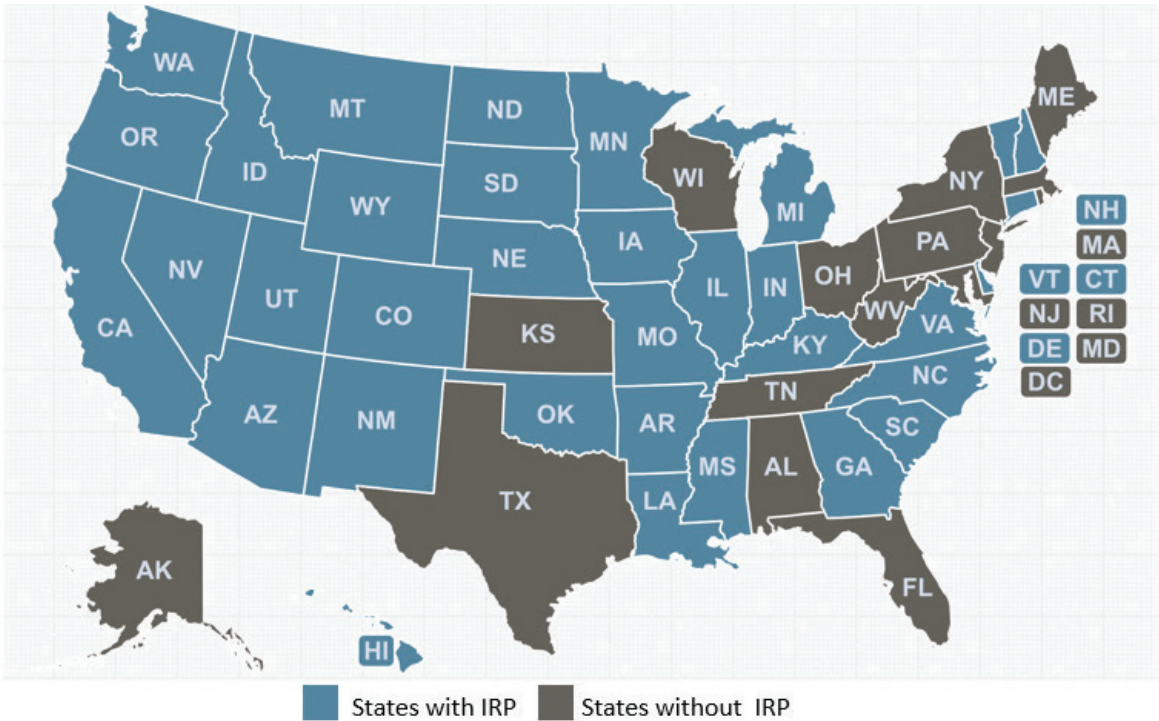 WA
MT
ND
MN
ME
OR
ID
SD
WI
NY
WY
MI
NH
IA
PA
MA
NV
NE
OH
VT CT
UT
CO
IL
IN
WV
NJ RI
CA
KS
MO
KY
VA
DE MD
NC
DC
AZ
NM
OK
AR
TN
SC
MS
AL
GA
TX
LA
AK
FL
HI
States with IRP
States without IRP